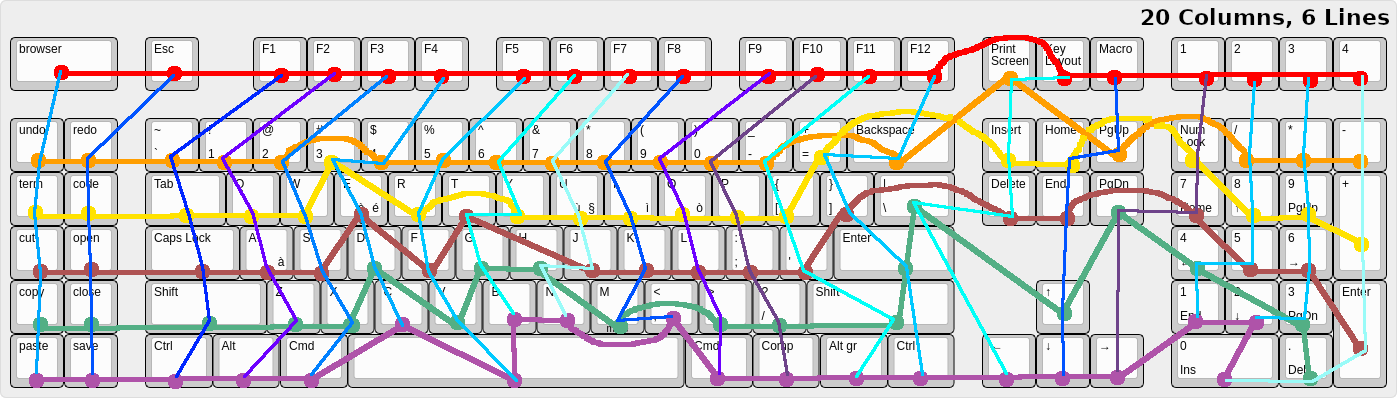 20 Columns, 6 Lines
browser Esc F1 F2 F3 F4 F5 F6 F7 F8 F9 F10 F11 F12 Print Screen Key Layout Macro 1 2 3 4
undo redo ~ ` ! 1 @ 2 # 3 $ 4 % 5 ^ 6 & 7 * 8 ( 9 ) 0 _ - + = Backspace Insert Home PgUp Num Lock / * -
term code Tab Q W E è é R T Y U ù § I ì O ò P { [ } ] | \ Delete End PgDn 7 Home 8 ↑ 9 PgUp +
cut open Caps Lock A à S D F G H J K L : ; " ' Enter 4 ← 5 6 →
copy close Shift Z X C V B N M < > ? / Shift ↑ 1 End 2 ↓ 3 PgDn Enter
paste save Ctrl Alt Cmd Cmd Comp Alt gr Ctrl ← ↓ → 0 Ins . Del